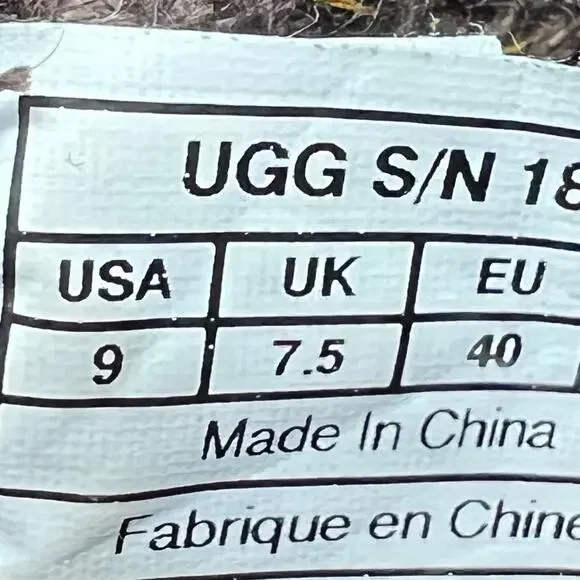 UGG S/N 18
USA UK EU
9 7.5 40
Made In China
Fabrique en Chine